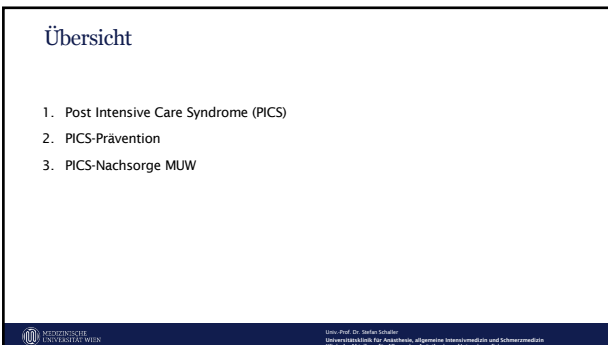 Übersicht
1. Post Intensive Care Syndrome (PICS)
2. PICS-Prävention
3. PICS-Nachsorge MUW
MEDIZINISCHE
UNIVERSITÄT WIEN
Univ.-Prof. Dr. Stefan Schaller
Universitätsklinik für Anästhesie, allgemeine Intensivmedizin und Schmerzmedizin